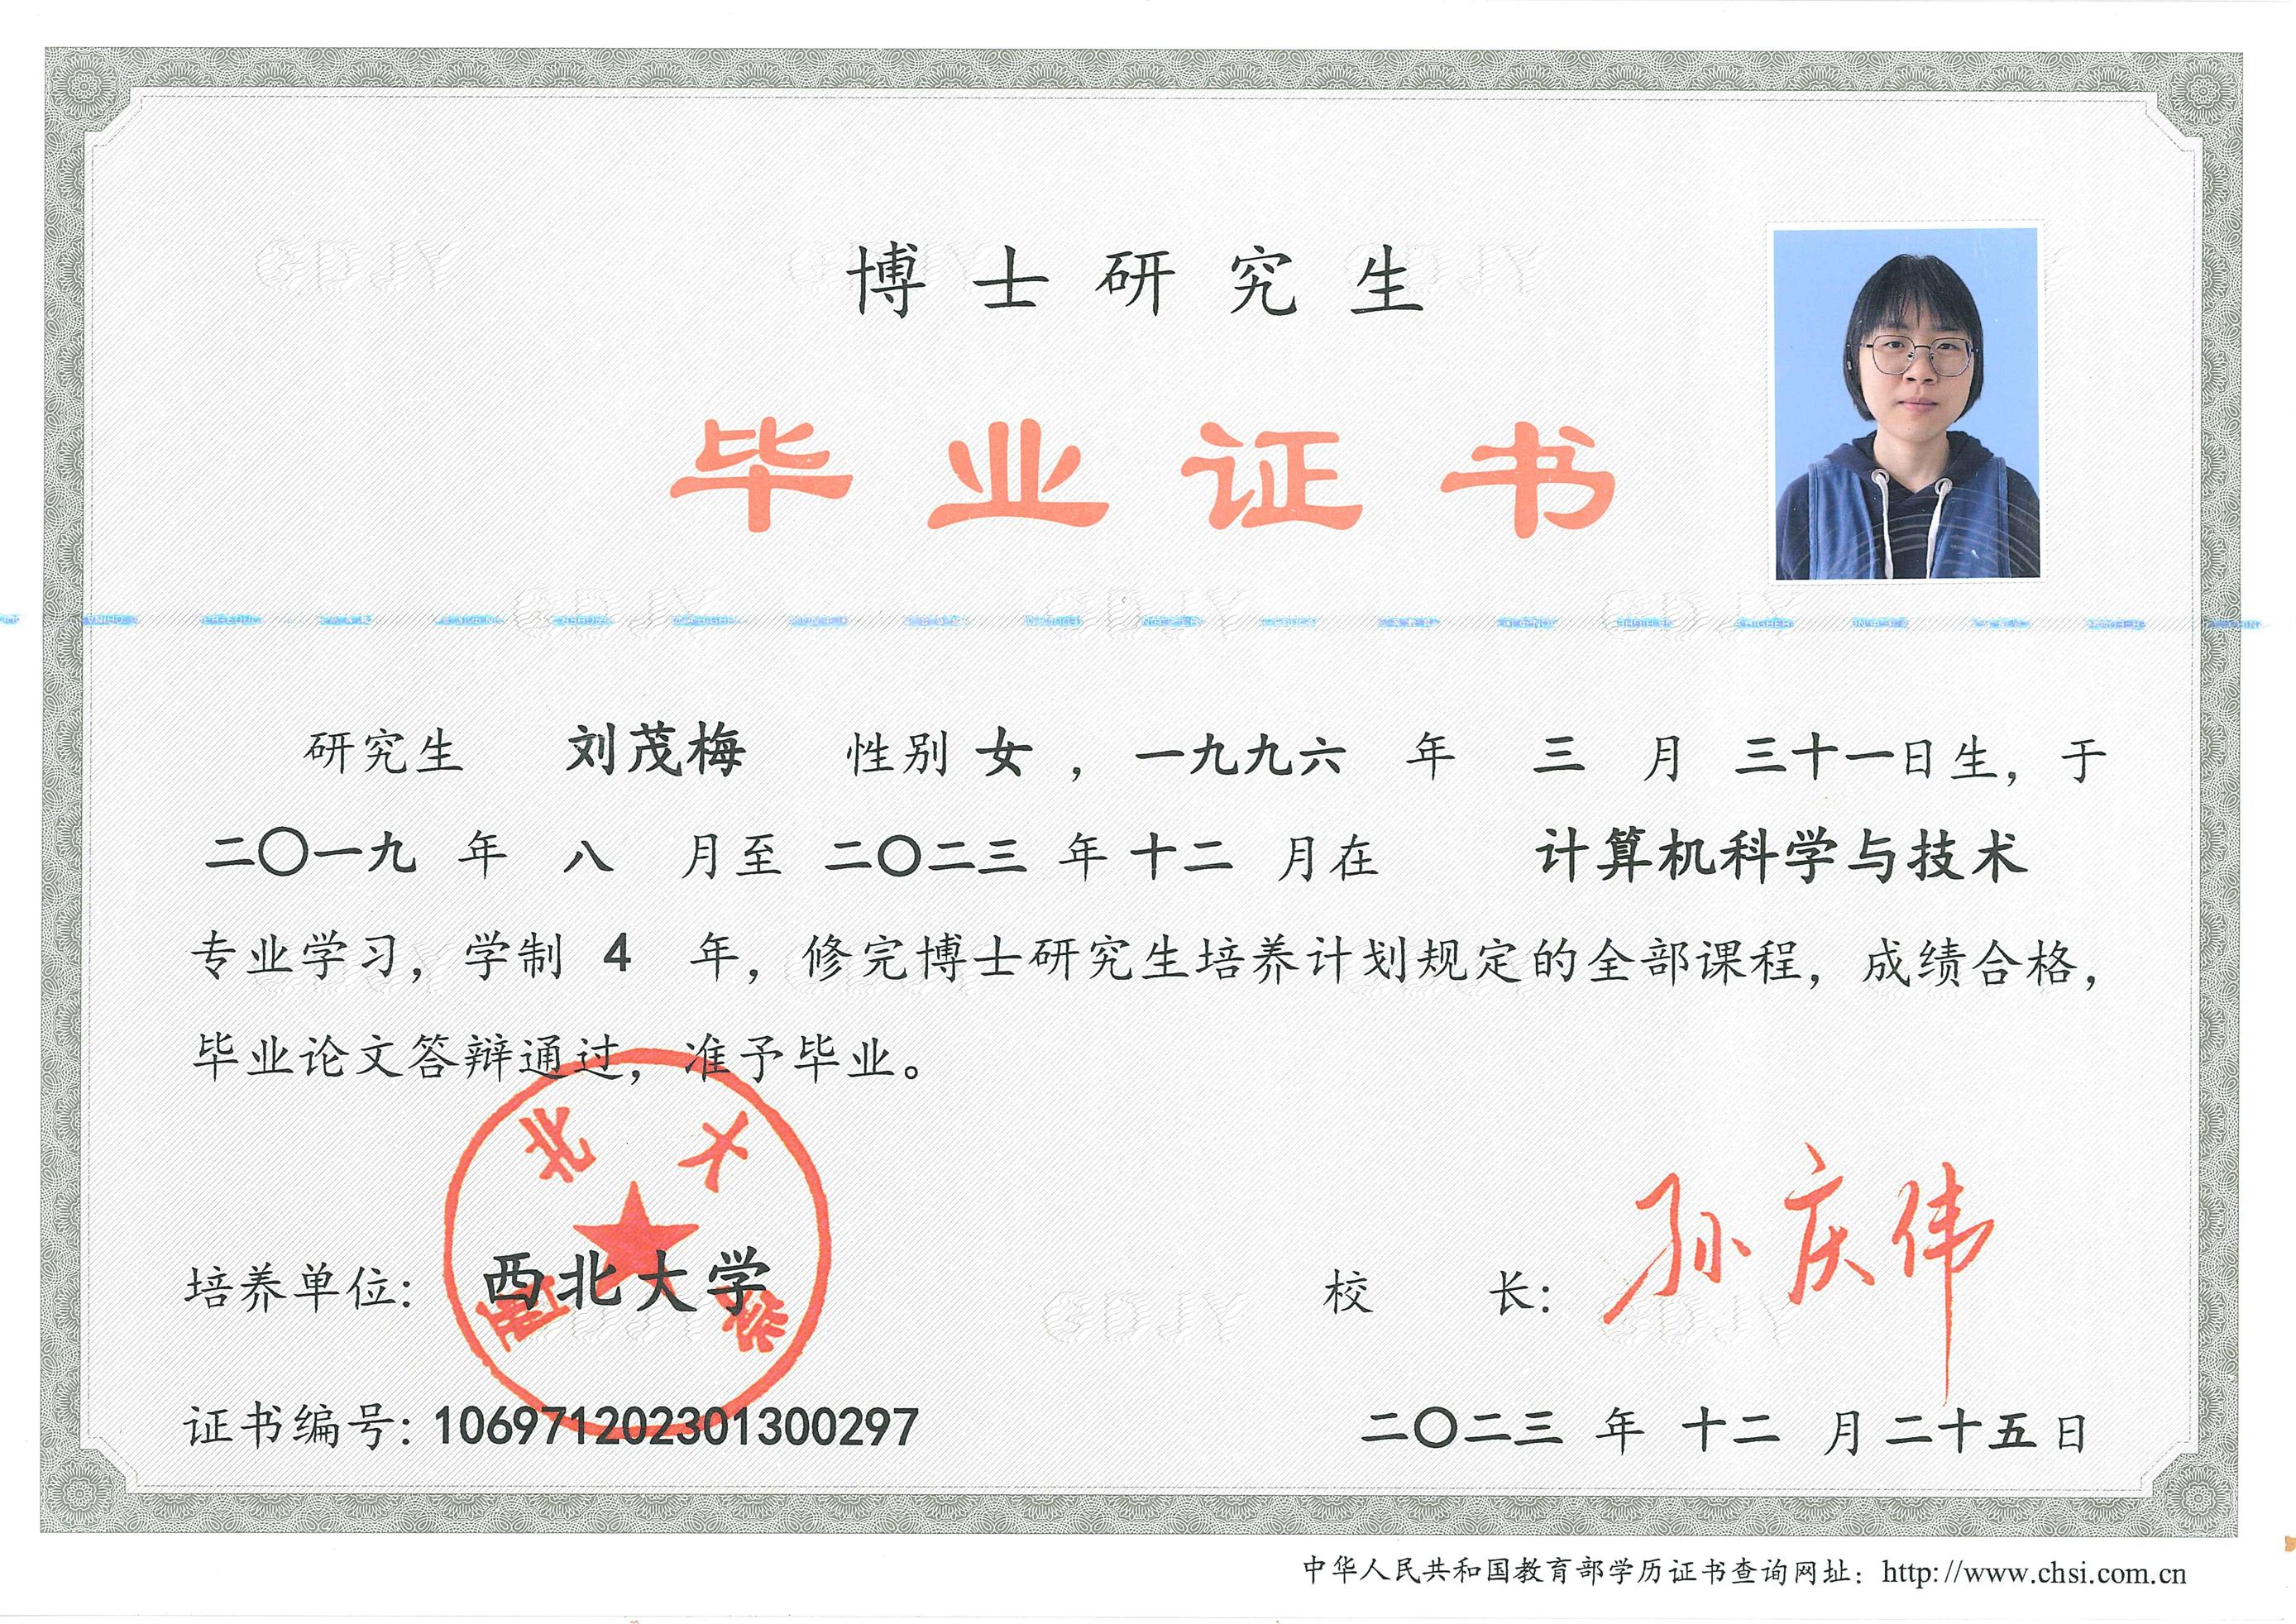 博士研究生
毕业证书
研究生 刘茂梅 性别 女 ， 一九九六 年 三 月 三十一日生，于
二〇一九 年 八 月至 二〇二三 年 十二 月在 计算机科学与技术
专业学习，学制 4 年，修完博士研究生培养计划规定的全部课程，成绩合格，
毕业论文答辩通过，准予毕业。
培养单位: 西北大学
校 长: 孙庆伟
证书编号: 106971202301300297
二〇二三 年 十二 月 二十五日
中华人民共和国教育部学历证书查询网址：http://www.chsi.com.cn
GDJY